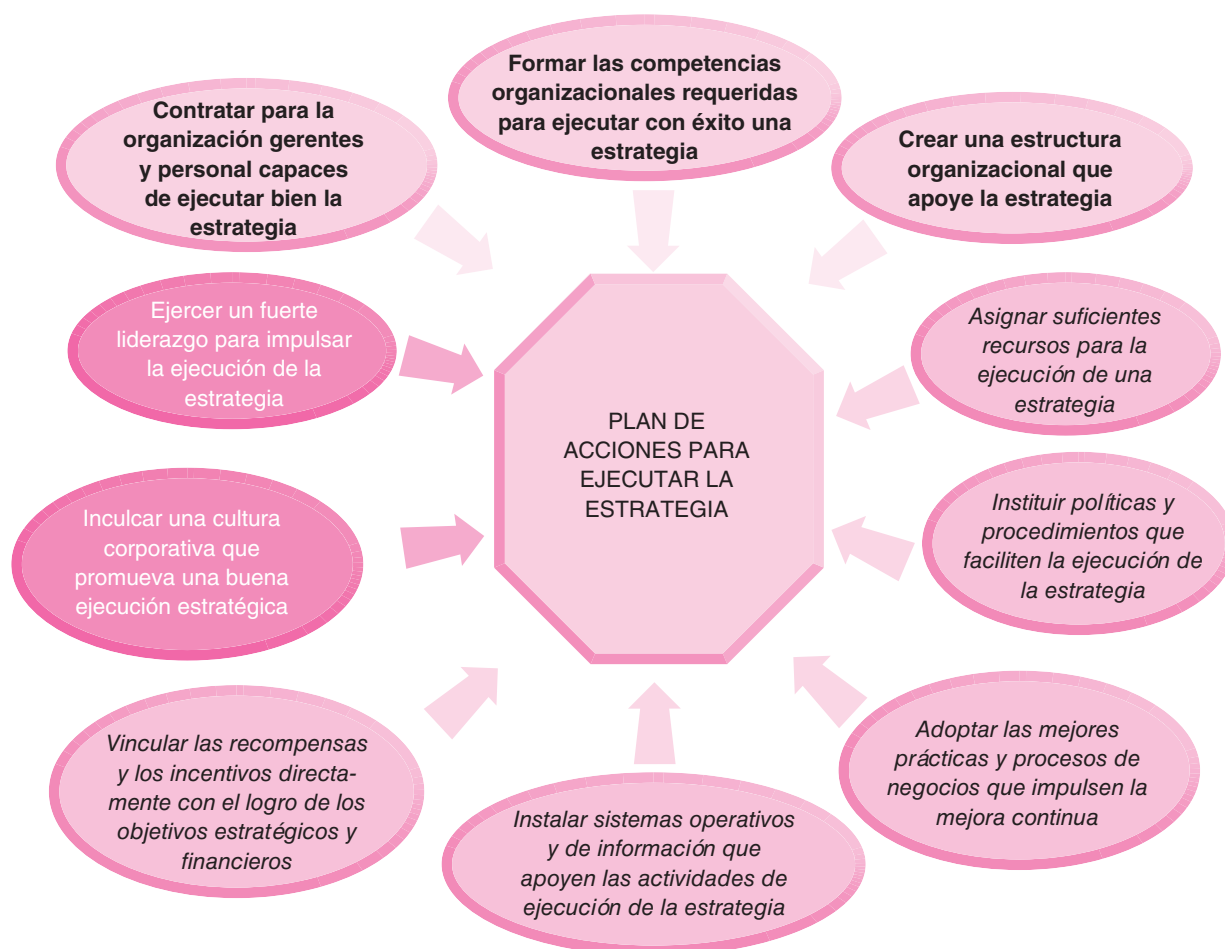 Contratar para la
organización gerentes
y personal capaces
de ejecutar bien la
estrategia
Formar las competencias
organizacionales requeridas
para ejecutar con éxito una
estrategia
Crear una estructura
organizacional que
apoye la estrategia
Ejercer un fuerte
liderazgo para impulsar
la ejecución de la
estrategia
Asignar suficientes
recursos para la
ejecución de una
estrategia
PLAN DE
ACCIONES PARA
EJECUTAR LA
ESTRATEGIA
Inculcar una cultura
corporativa que
promueva una buena
ejecución estratégica
Instituir políticas y
procedimientos que
faciliten la ejecución de
la estrategia
Vincular las recompensas
y los incentivos directa-
mente con el logro de los
objetivos estratégicos y
financieros
Instalar sistemas operativos
y de información que
apoyen las actividades de
ejecución de la estrategia
Adoptar las mejores
prácticas y procesos de
negocios que impulsen la
mejora continua